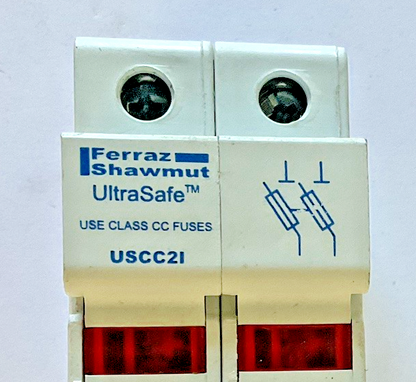 Ferraz
Shawmut
UltraSafe™
USE CLASS CC FUSES
USCC2I